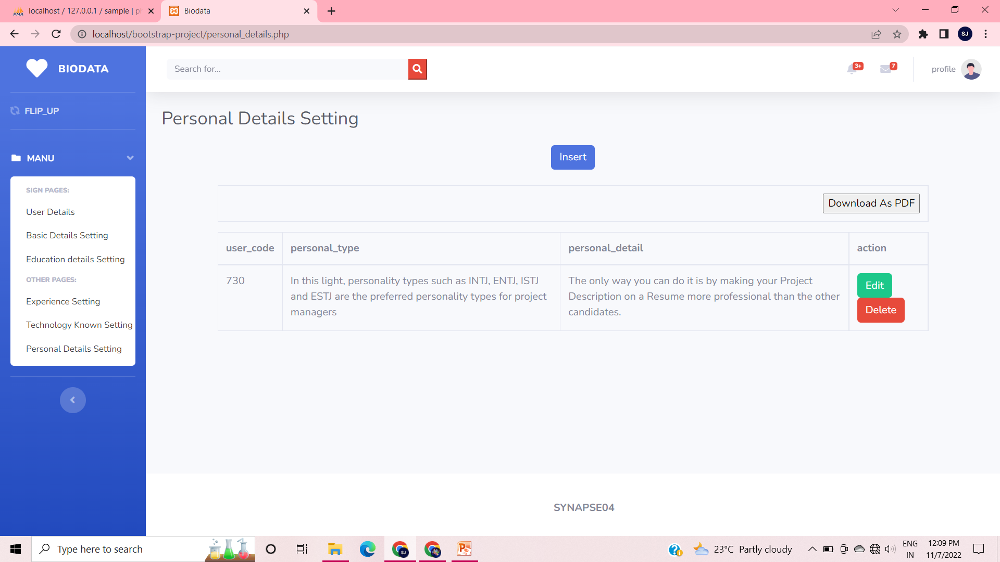 localhost / 127.0.0.1 / sample | ph
Biodata
localhost/bootstrap-project/personal_details.php
SJ
BIODATA
Search for...
3+
7
profile
FLIP_UP
Personal Details Setting
MANU
Insert
SIGN PAGES:
User Details
Basic Details Setting
Education details Setting
OTHER PAGES:
Experience Setting
Technology Known Setting
Personal Details Setting
Download As PDF
user_code personal_type personal_detail action
730
In this light, personality types such as INTJ, ENTJ, ISTJ
and ESTJ are the preferred personality types for project
managers
The only way you can do it is by making your Project
Description on a Resume more professional than the other
candidates.
Edit
Delete
SYNAPSE04
Type here to search
23°C Partly cloudy
ENG
IN
12:09 PM
11/7/2022